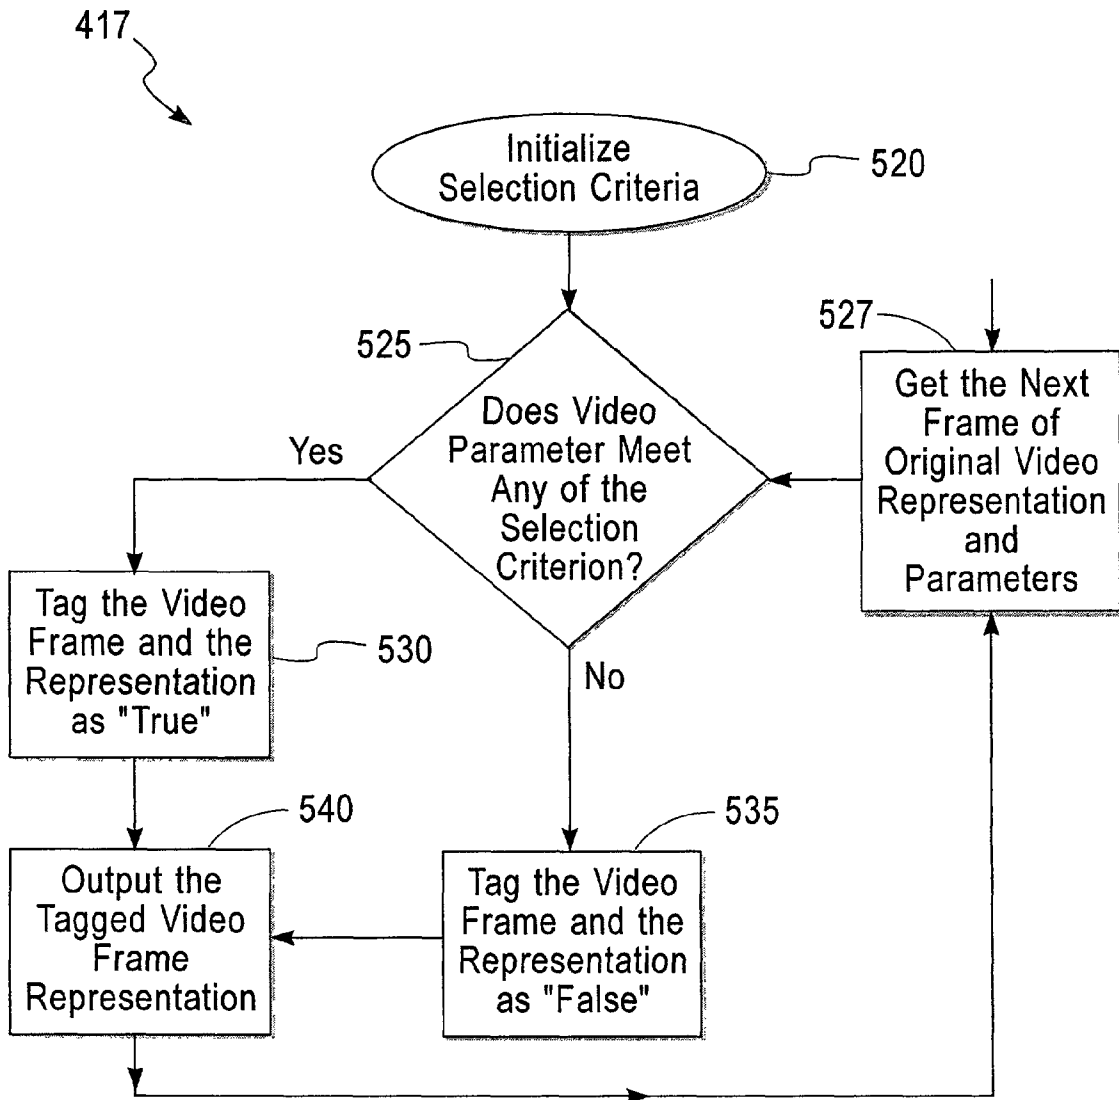 417
Initialize
Selection Criteria
520
525
Does Video
Parameter Meet
Any of the
Selection
Criterion?
Yes
No
527
Get the Next
Frame of
Original Video
Representation
and
Parameters
Tag the Video
Frame and the
Representation
as "True"
530
540
Output the
Tagged Video
Frame
Representation
535
Tag the Video
Frame and the
Representation
as "False"